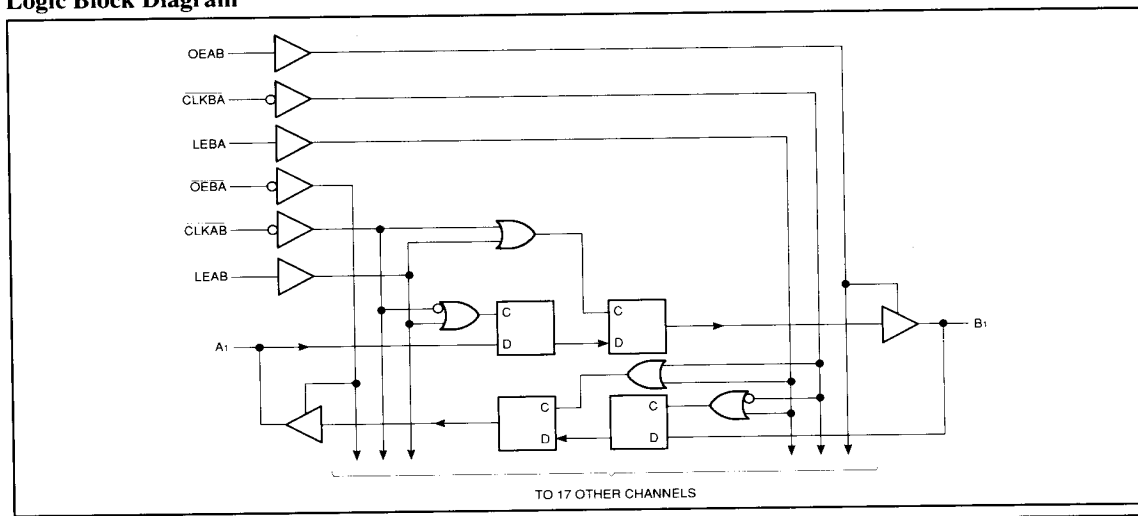 Logic Block Diagram
OEAB
CLKBA
LEBA
OEBA
CLKAB
LEAB
C
D
C
D
A1
B1
C
D
C
D
TO 17 OTHER CHANNELS